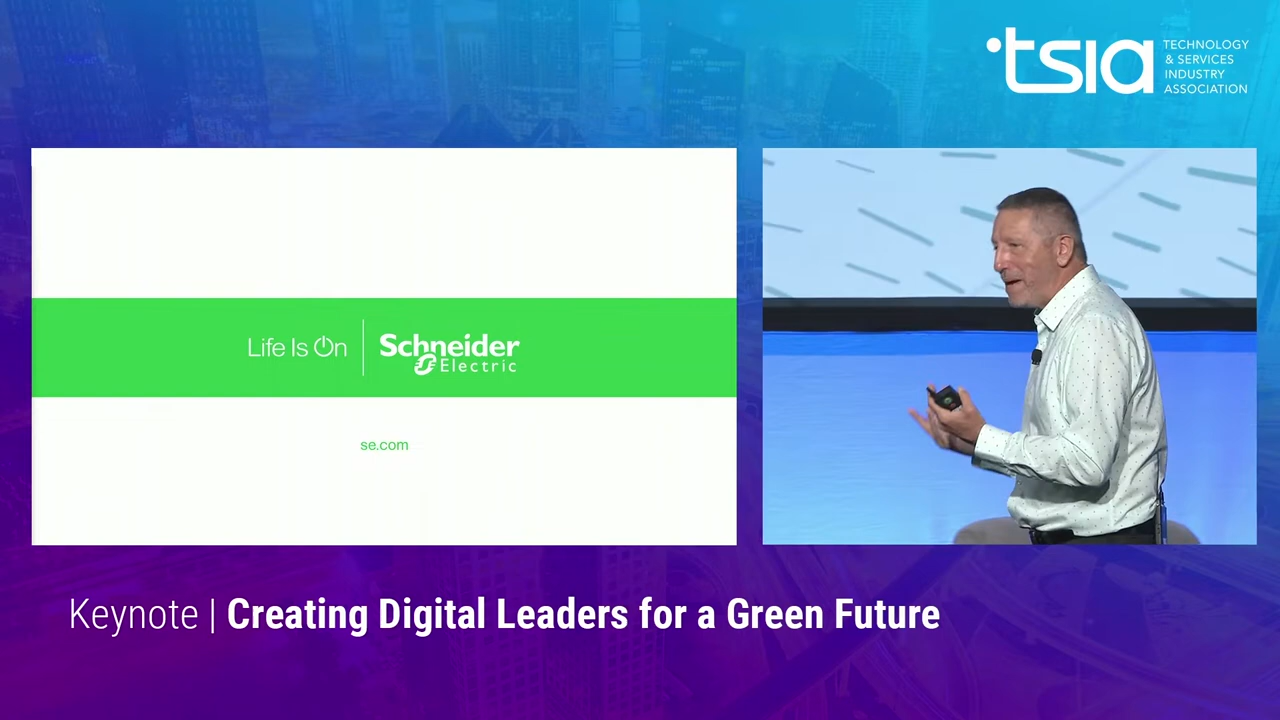 tsia
TECHNOLOGY
& SERVICES
INDUSTRY
ASSOCIATION
Life Is On
Schneider
Electric
se.com
Keynote | Creating Digital Leaders for a Green Future